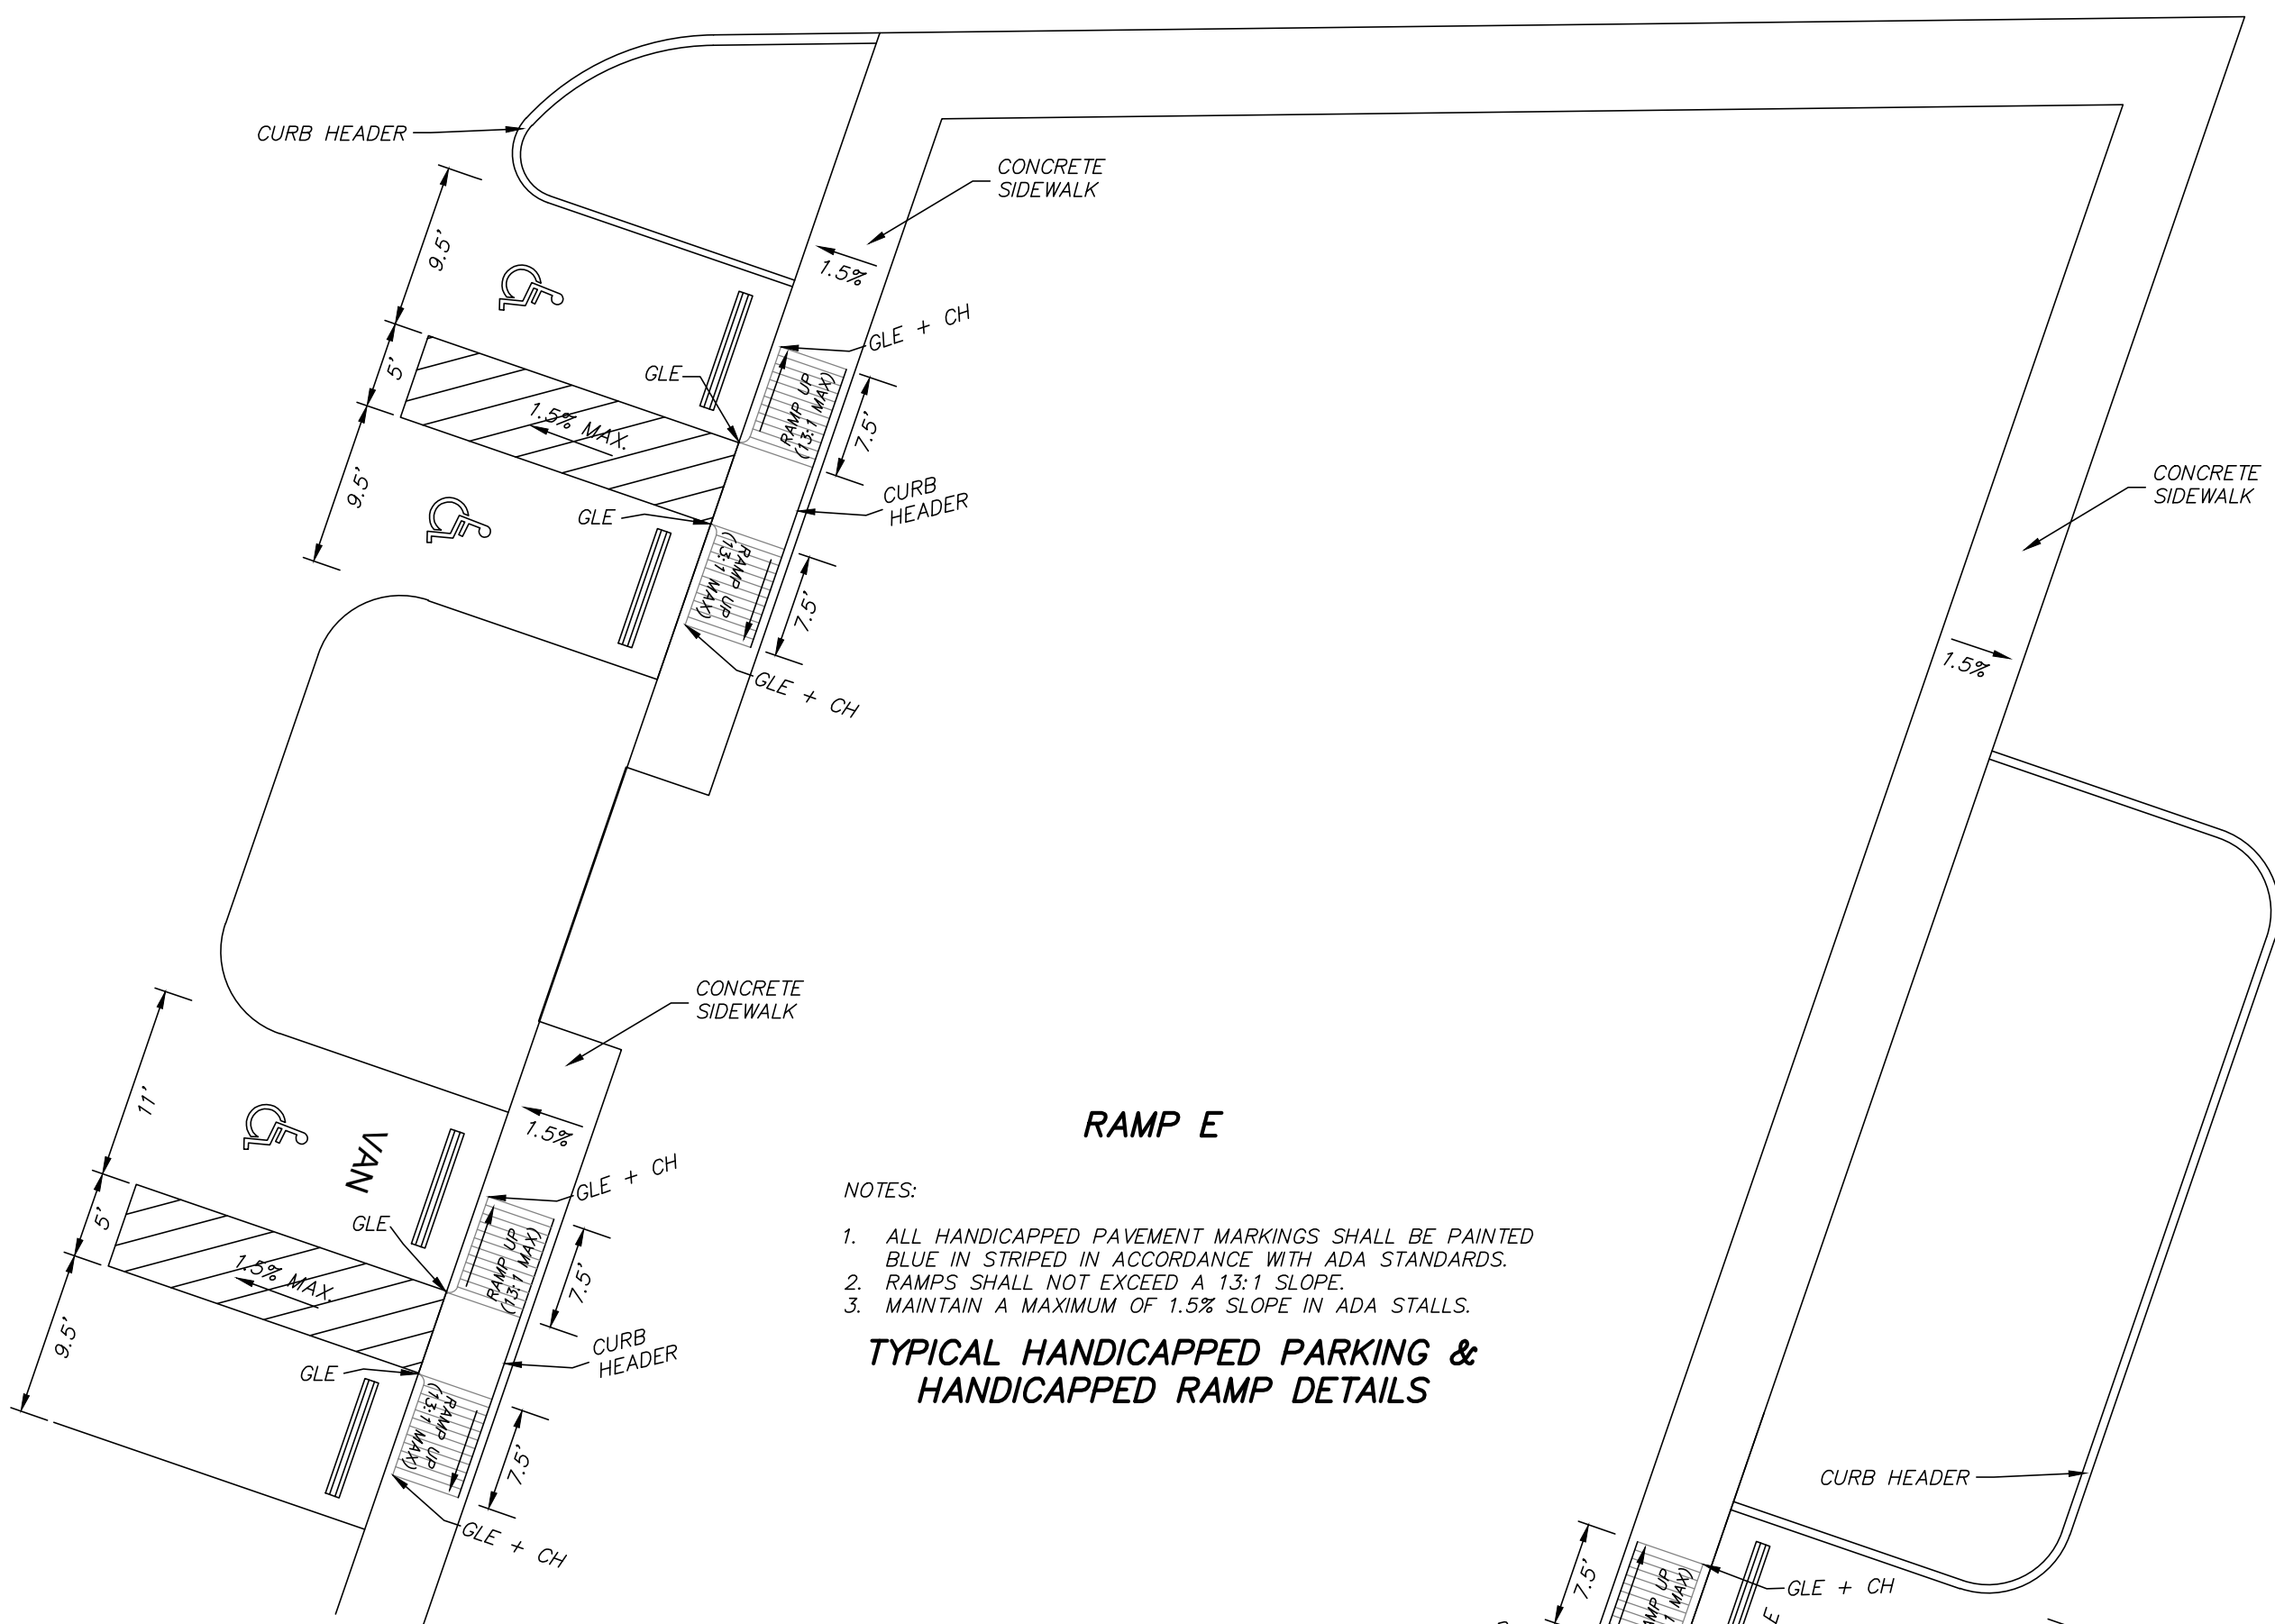 CURB HEADER
CONCRETE
SIDEWALK
9.5'
1.5%
GLE + CH
5'
GLE
RAMP UP
(13:1 MAX)
1.5% MAX.
7.5'
9.5'
CURB
HEADER
GLE
RAMP UP
(13:1 MAX)
7.5'
GLE + CH
CONCRETE
SIDEWALK
1.5%
CONCRETE
SIDEWALK
11'
VAN
1.5%
GLE + CH
5'
GLE
RAMP UP
(13:1 MAX)
1.5% MAX.
7.5'
9.5'
CURB
HEADER
GLE
RAMP UP
(13:1 MAX)
7.5'
GLE + CH
RAMP E
NOTES:
1. ALL HANDICAPPED PAVEMENT MARKINGS SHALL BE PAINTED
BLUE IN STRIPED IN ACCORDANCE WITH ADA STANDARDS.
2. RAMPS SHALL NOT EXCEED A 13:1 SLOPE.
3. MAINTAIN A MAXIMUM OF 1.5% SLOPE IN ADA STALLS.
TYPICAL HANDICAPPED PARKING &
HANDICAPPED RAMP DETAILS
CURB HEADER
7.5'
UP
MAX)
GLE + CH